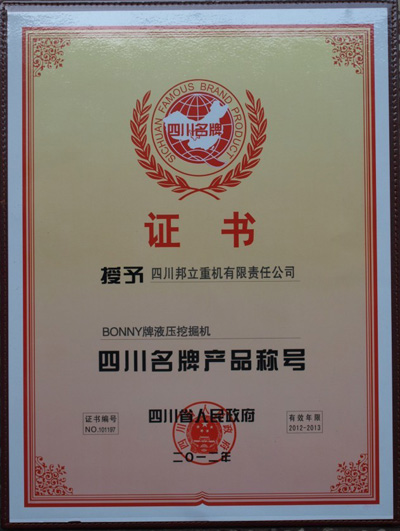 SICHUAN FAMOUS BRAND PRODUCT
四川名牌
证书
授予 四川邦立重机有限责任公司
BONNY牌液压挖掘机
四川名牌产品称号
证书编号
NO.101197
四川省人民政府
二〇一二年
有效年限
2012-2013